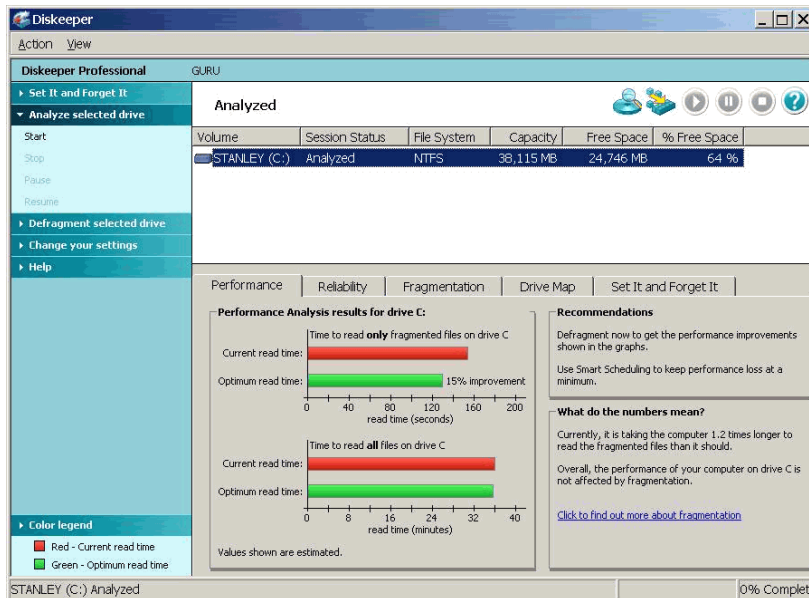 Diskeeper
Action View
Diskeeper Professional GURU
Set It and Forget It
Analyze selected drive
Start
Stop
Pause
Resume
Defragment selected drive
Change your settings
Help
Analyzed
Volume Session Status File System Capacity Free Space % Free Space
STANLEY (C:) Analyzed NTFS 38,115 MB 24,746 MB 64 %
Performance Reliability Fragmentation Drive Map Set It and Forget It
Performance Analysis results for drive C:
Time to read only fragmented files on drive C
Current read time:
Optimum read time: 15% improvement
0 40 80 120 160 200
read time (seconds)
Time to read all files on drive C
Current read time:
Optimum read time:
0 8 16 24 32 40
read time (minutes)
Values shown are estimated.
Recommendations
Defragment now to get the performance improvements
shown in the graphs.
Use Smart Scheduling to keep performance loss at a
minimum.
What do the numbers mean?
Currently, it is taking the computer 1.2 times longer to
read the fragmented files than it should.
Overall, the performance of your computer on drive C is
not affected by fragmentation.
Click to find out more about fragmentation
Color legend
Red - Current read time
Green - Optimum read time
STANLEY (C:) Analyzed 0% Complet